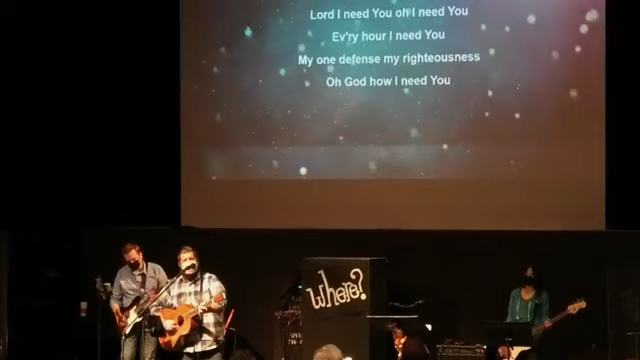 Lord I need You oh I need You
Ev'ry hour I need You
My one defense my righteousness
Oh God how I need You
where?